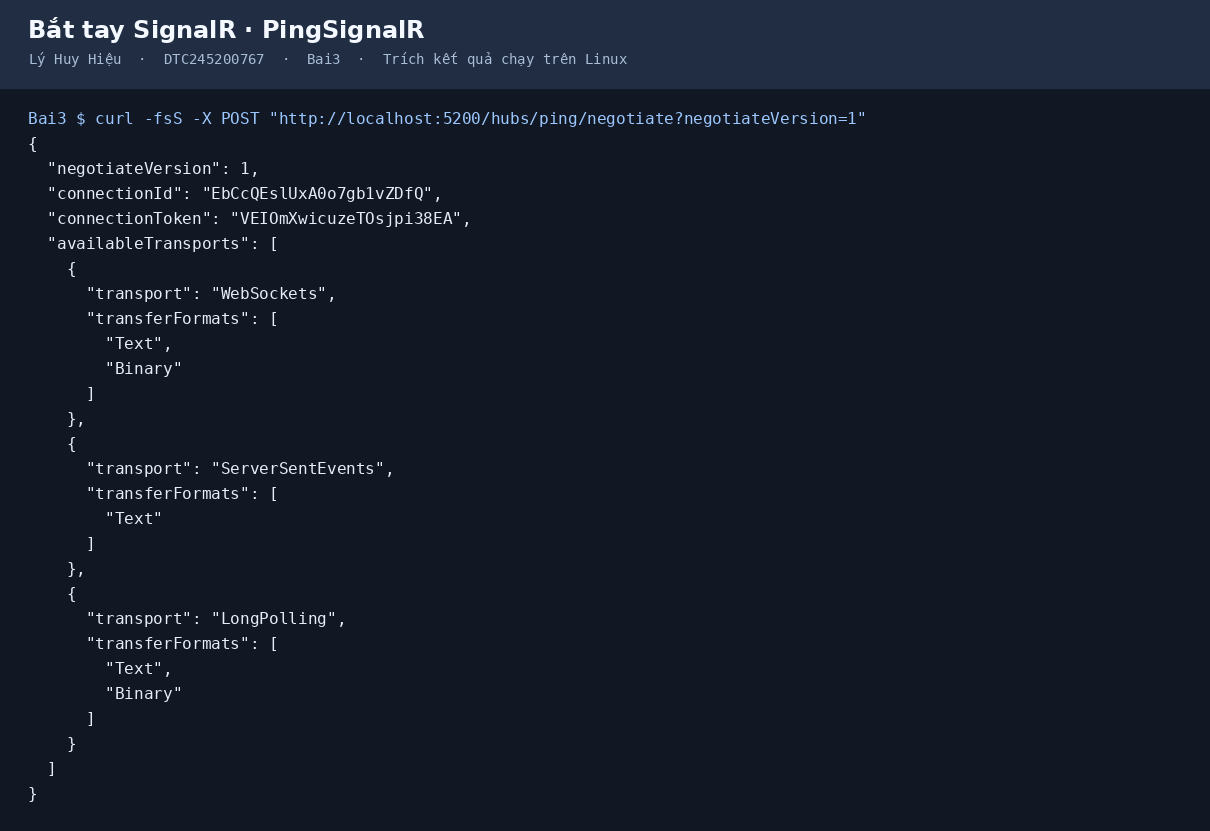 Bắt tay SignalR · PingSignalR
Lý Huy Hiệu · DTC245200767 · Bai3 · Trích kết quả chạy trên Linux
Bai3 $ curl -fsS -X POST "http://localhost:5200/hubs/ping/negotiate?negotiateVersion=1"
{
  "negotiateVersion": 1,
  "connectionId": "EbCcQEslUxA0o7gb1vZDfQ",
  "connectionToken": "VEIOmXwicuzeTOsjpi38EA",
  "availableTransports": [
    {
      "transport": "WebSockets",
      "transferFormats": [
        "Text",
        "Binary"
      ]
    },
    {
      "transport": "ServerSentEvents",
      "transferFormats": [
        "Text"
      ]
    },
    {
      "transport": "LongPolling",
      "transferFormats": [
        "Text",
        "Binary"
      ]
    }
  ]
}